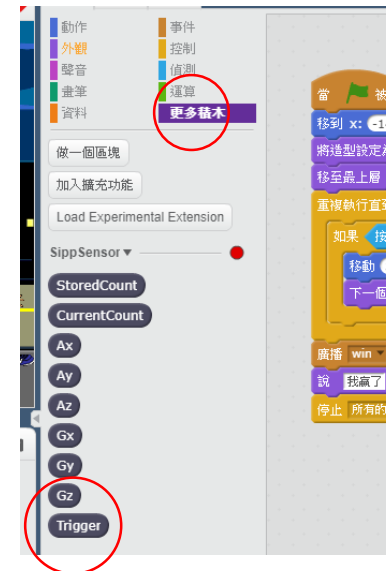 動作
事件
外觀
控制
聲音
偵測
畫筆
運算
資料
更多積木
做一個區塊
加入擴充功能
Load Experimental Extension
SippSensor
StoredCount
CurrentCount
Ax
Ay
Az
Gx
Gy
Gz
Trigger
當 被
移到 x: -14
將造型設定為
移至最上層
重複執行直到
如果 按
移動
下一個
廣播 win
說 我贏了
停止 所有的